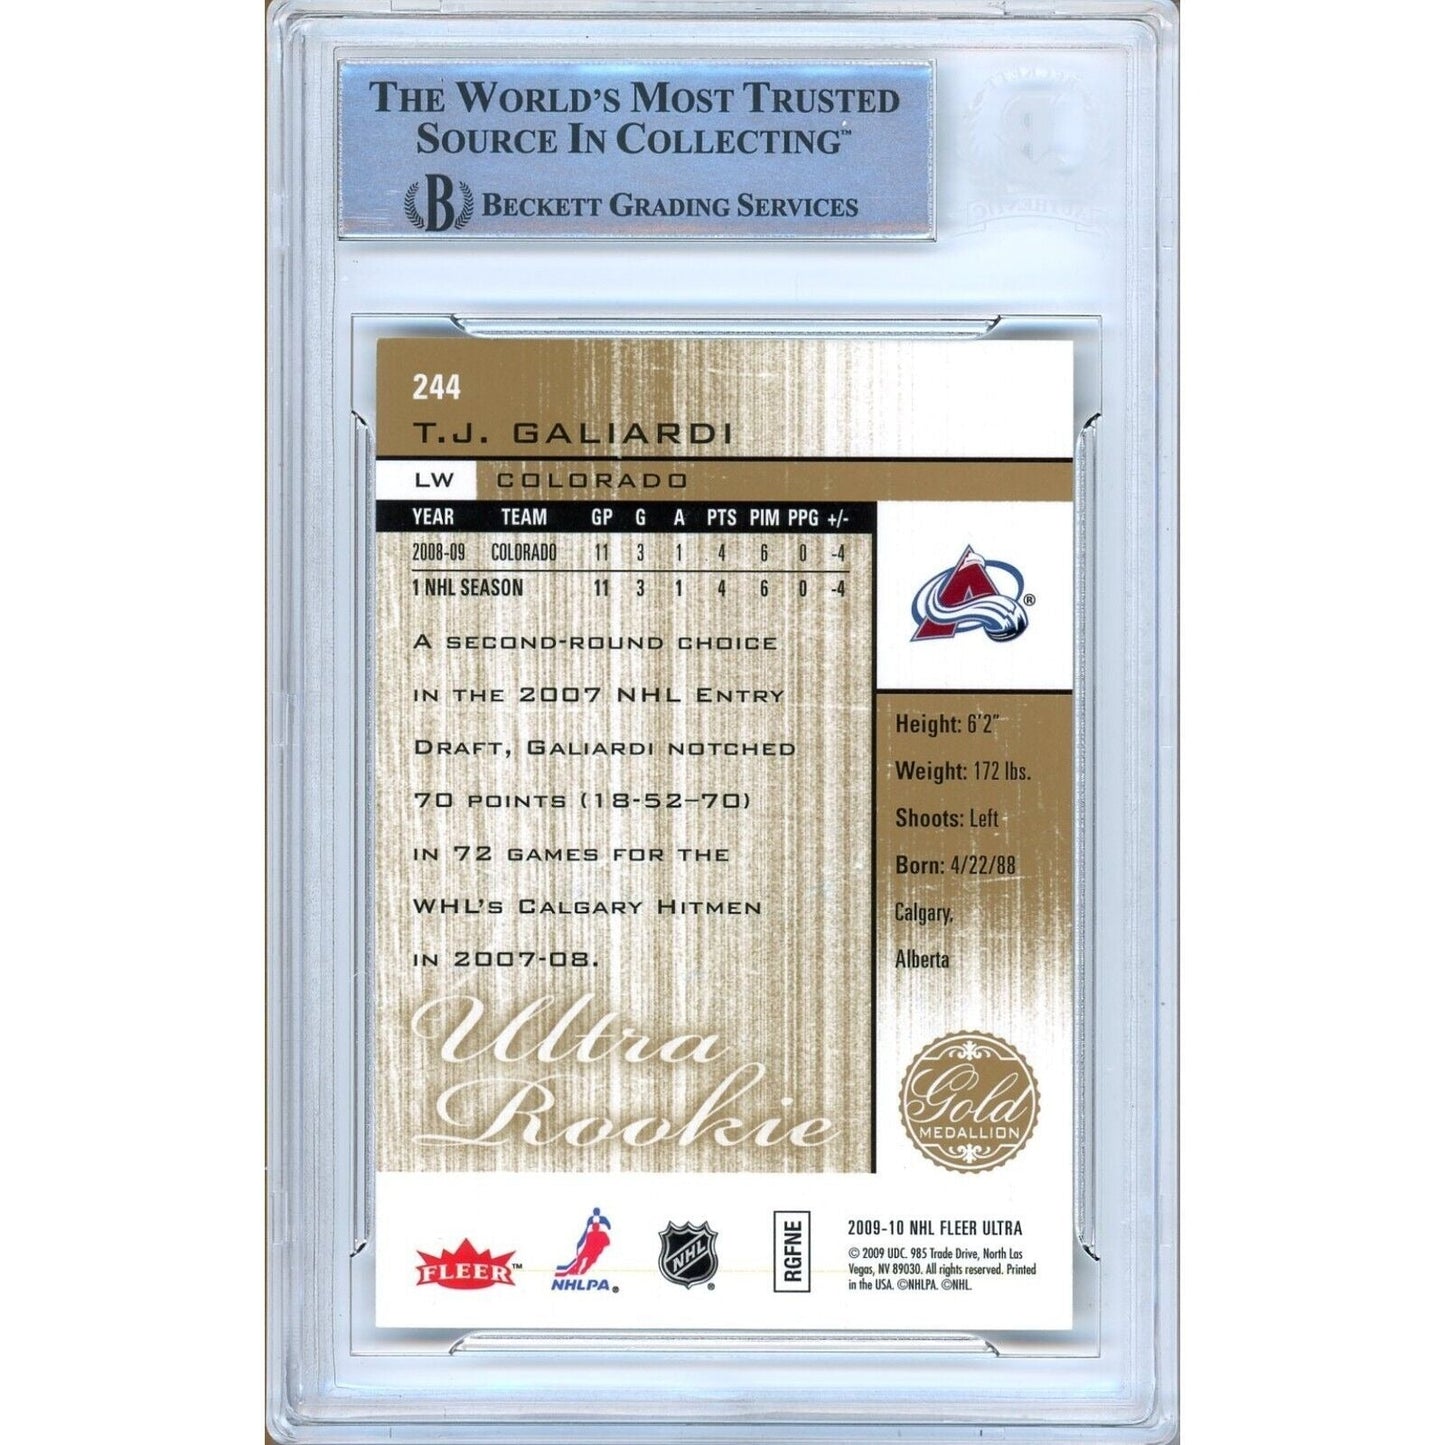 THE WORLD'S MOST TRUSTED
SOURCE IN COLLECTING™
B BECKETT GRADING SERVICES
244
T.J. GALIARDI
LW COLORADO
YEAR TEAM GP G A PTS PIM PPG +/-
2008-09 COLORADO 11 3 1 4 6 0 -4
1 NHL SEASON 11 3 1 4 6 0 -4
A SECOND-ROUND CHOICE
IN THE 2007 NHL ENTRY
DRAFT, GALIARDI NOTCHED
70 POINTS (18-52–70)
IN 72 GAMES FOR THE
WHL'S CALGARY HITMEN
IN 2007-08.
Ultra
Rookie
A ®
Height: 6'2"
Weight: 172 lbs.
Shoots: Left
Born: 4/22/88
Calgary,
Alberta
Gold
MEDALLION
FLEER™
NHLPA®
NHL®
RGFNE
2009-10 NHL FLEER ULTRA
© 2009 UDC. 985 Trade Drive, North Las
Vegas, NV 89030. All rights reserved. Printed
in the USA. ©NHLPA. ©NHL.